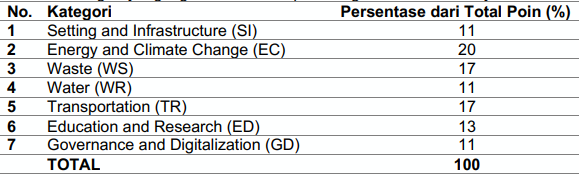 No. Kategori Persentase dari Total Poin (%)
1 Setting and Infrastructure (SI) 11
2 Energy and Climate Change (EC) 20
3 Waste (WS) 17
4 Water (WR) 11
5 Transportation (TR) 17
6 Education and Research (ED) 13
7 Governance and Digitalization (GD) 11
TOTAL 100